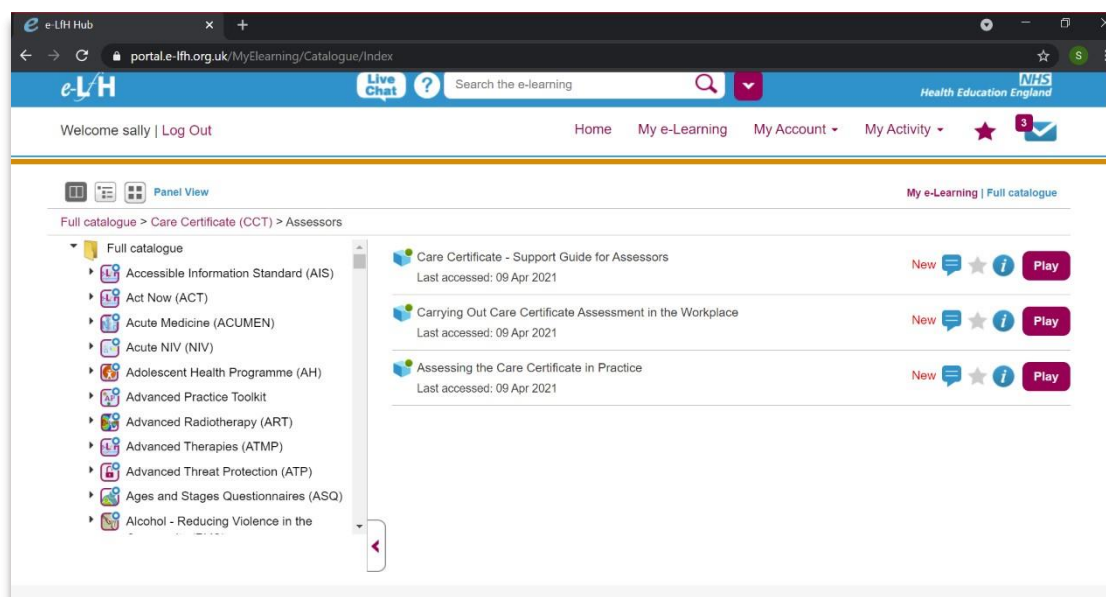 e-LfH Hub
portal.e-lfh.org.uk/MyElearning/Catalogue/Index
S
e-LfH
Live Chat
?
Search the e-learning
NHS
Health Education England
Welcome sally | Log Out
Home My e-Learning My Account My Activity 3
Panel View
My e-Learning | Full catalogue
Full catalogue > Care Certificate (CCT) > Assessors
Full catalogue
Accessible Information Standard (AIS)
Act Now (ACT)
Acute Medicine (ACUMEN)
Acute NIV (NIV)
Adolescent Health Programme (AH)
Advanced Practice Toolkit
Advanced Radiotherapy (ART)
Advanced Therapies (ATMP)
Advanced Threat Protection (ATP)
Ages and Stages Questionnaires (ASQ)
Alcohol - Reducing Violence in the
Care Certificate - Support Guide for Assessors
Last accessed: 09 Apr 2021
New i Play
Carrying Out Care Certificate Assessment in the Workplace
Last accessed: 09 Apr 2021
New i Play
Assessing the Care Certificate in Practice
Last accessed: 09 Apr 2021
New i Play